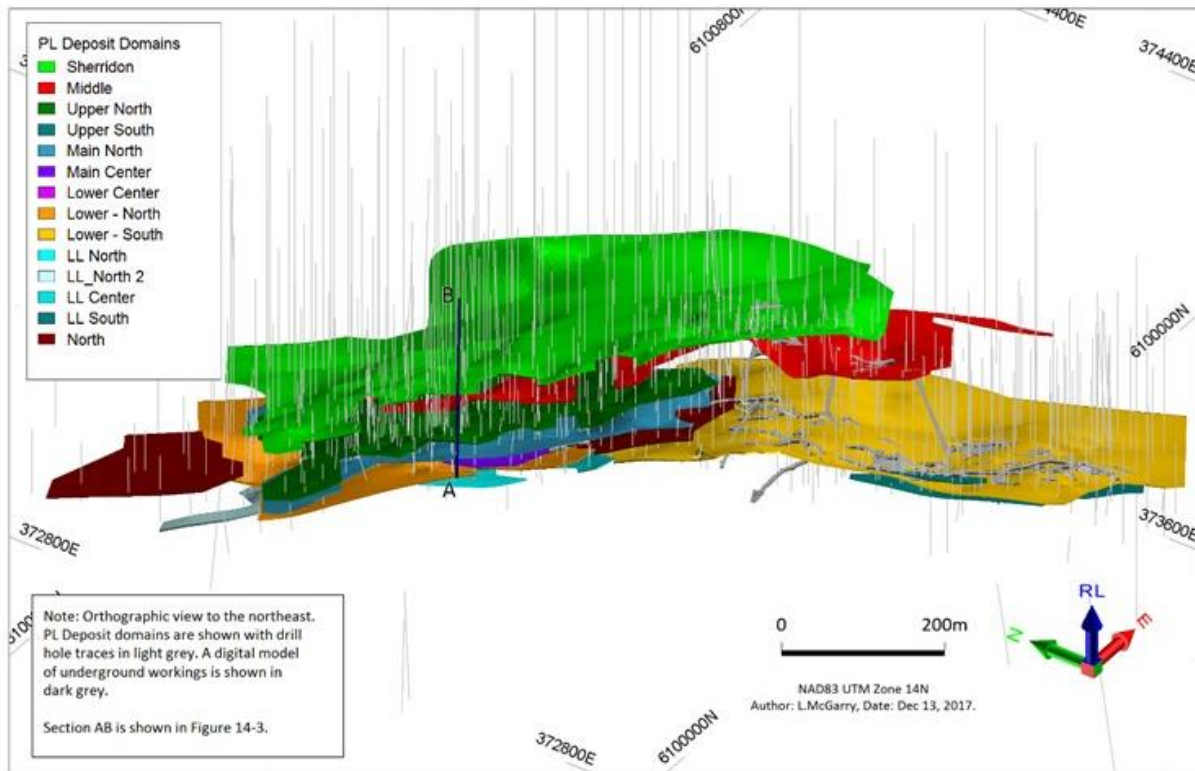 PL Deposit Domains
Sherridon
Middle
Upper North
Upper South
Main North
Main Center
Lower Center
Lower - North
Lower - South
LL North
LL_North 2
LL Center
LL South
North
6100800N
4400E
374400E
6100000N
B
A
372800E
373600E
Note: Orthographic view to the northeast.
PL Deposit domains are shown with drill
hole traces in light grey. A digital model
of underground workings is shown in
dark grey.
Section AB is shown in Figure 14-3.
0 200m
NAD83 UTM Zone 14N
Author: L.McGarry, Date: Dec 13, 2017.
RL
N
E
372800E
6100000N